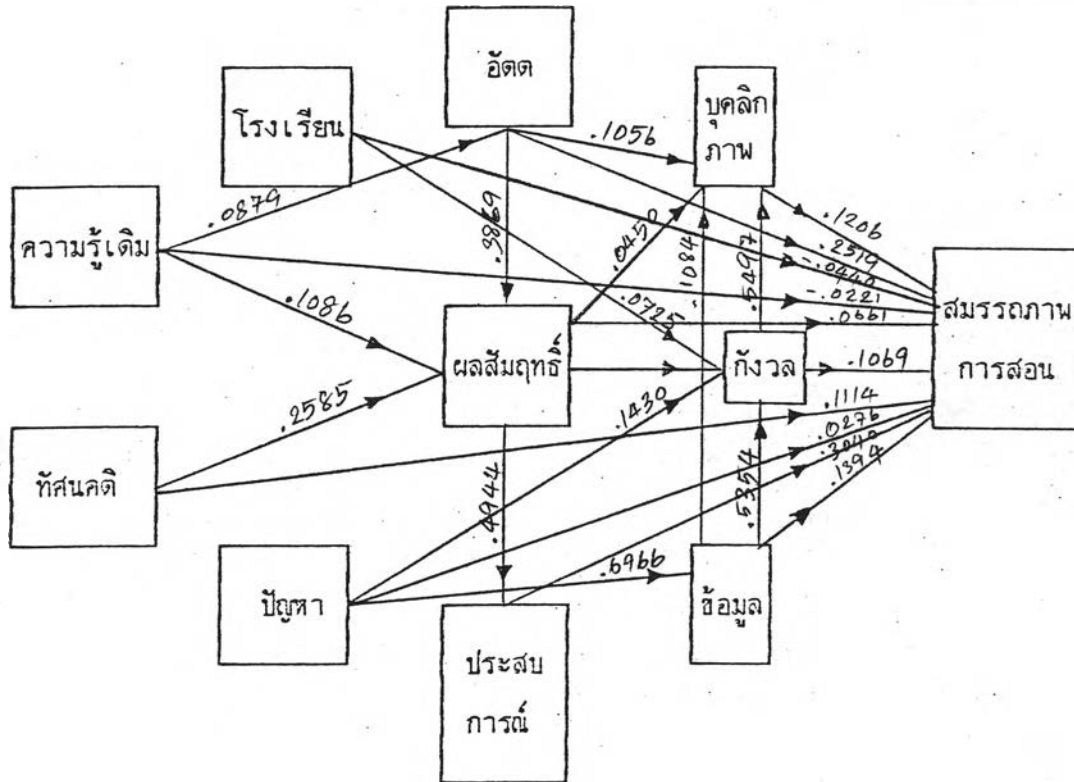 อัตต
โรงเรียน
บุคลิก
ภาพ
.1056
.0879
.3869
.0450
.1084
.5497
.1206
.2519
-.0440
-.0221
.0661
ความรู้เดิม
.1086
.0725
สมรรถภาพ
การสอน
ผลสัมฤทธิ์
กังวล
.1069
.2585
.1430
.1114
.0276
.3040
.1394
ทัศนคติ
.4944
.5354
.6966
ปัญหา
ข้อมูล
ประสบ
การณ์